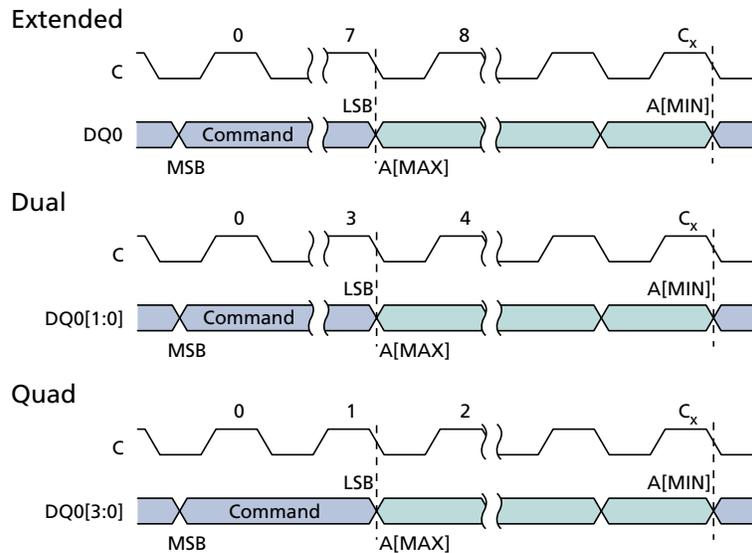 Extended
0 7 8 Cx
C
LSB A[MIN]
DQ0 Command
MSB A[MAX]
Dual
0 3 4 Cx
C
LSB A[MIN]
DQ0[1:0] Command
MSB A[MAX]
Quad
0 1 2 Cx
C
LSB A[MIN]
DQ0[3:0] Command
MSB A[MAX]